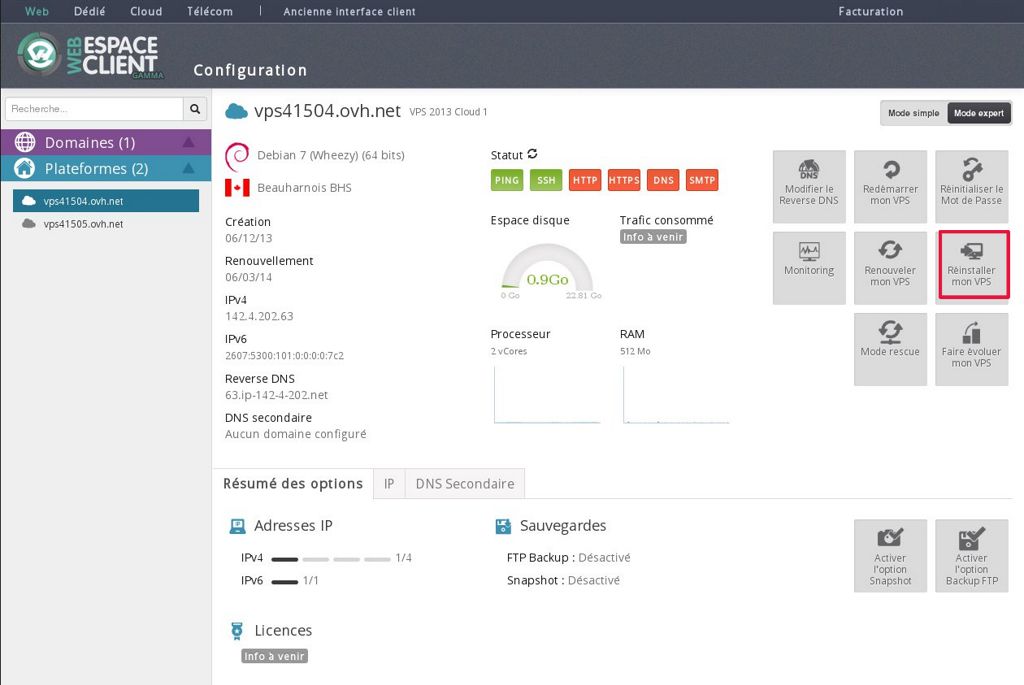 Web Dédié Cloud Télécom | Ancienne interface client Facturation
WEB ESPACE CLIENT GAMMA
Configuration
Recherche...
Domaines (1)
Plateformes (2)
vps41504.ovh.net
vps41505.ovh.net
vps41504.ovh.net VPS 2013 Cloud 1
Mode simple Mode expert
Debian 7 (Wheezy) (64 bits)
Beauharnois BHS
Création
06/12/13
Renouvellement
06/03/14
IPv4
142.4.202.63
IPv6
2607:5300:101:0:0:0:0:7c2
Reverse DNS
63.ip-142-4-202.net
DNS secondaire
Aucun domaine configuré
Statut
PING SSH HTTP HTTPS DNS SMTP
Espace disque
0.9Go
0 Go 22.81 Go
Trafic consommé
Info à venir
Processeur
2 vCores
RAM
512 Mo
DNS
Modifier le
Reverse DNS
Redémarrer
mon VPS
Réinitialiser le
Mot de Passe
Monitoring
Renouveler
mon VPS
Réinstaller
mon VPS
Mode rescue
Faire évoluer
mon VPS
Résumé des options IP DNS Secondaire
Adresses IP
IPv4 1/4
IPv6 1/1
Sauvegardes
FTP Backup : Désactivé
Snapshot : Désactivé
Activer
l'option
Snapshot
Activer
l'option
Backup FTP
Licences
Info à venir